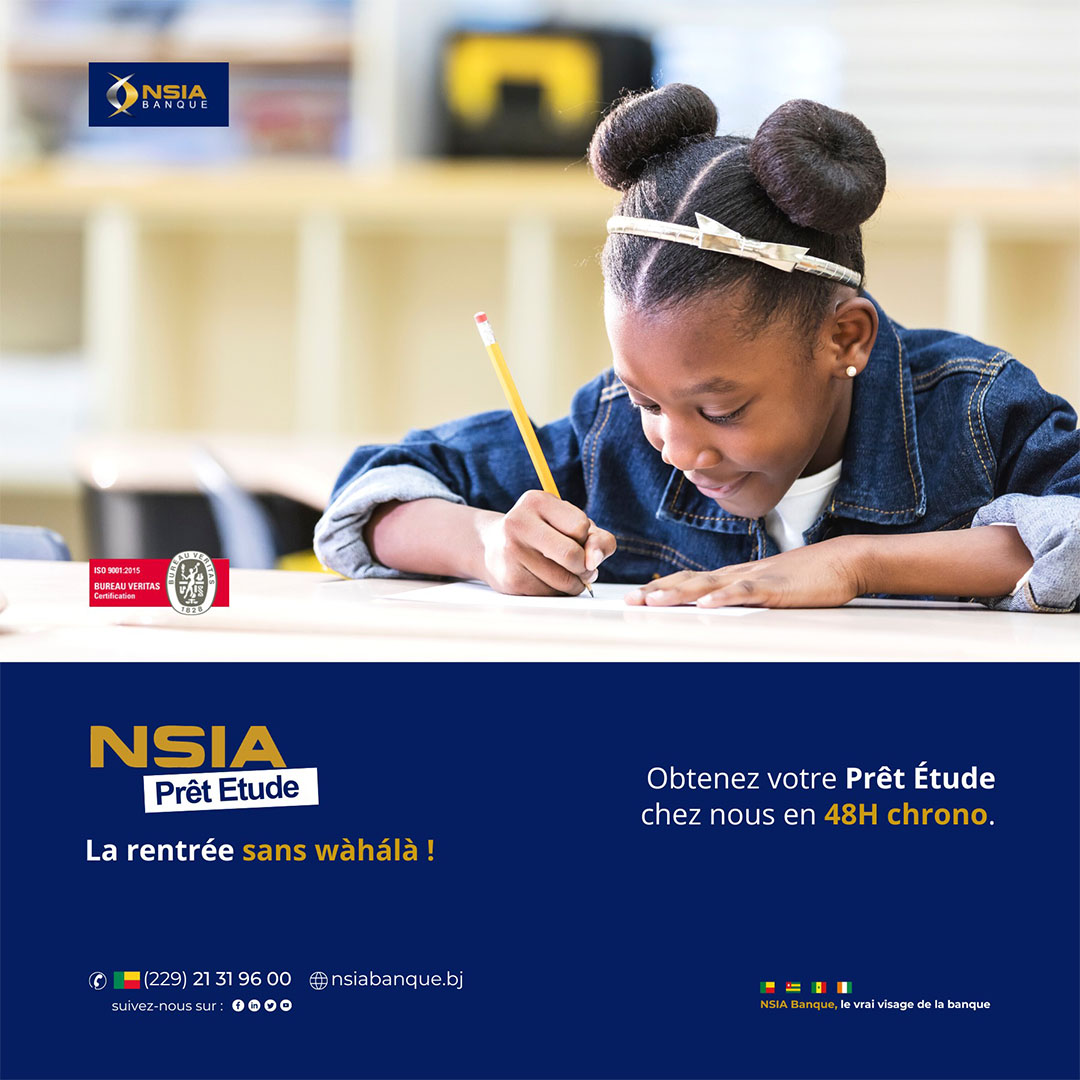 NSIA
BANQUE
ISO 9001:2015
BUREAU VERITAS
Certification
BUREAU VERITAS
1828
NSIA
Prêt Etude
La rentrée sans wàhálà !
Obtenez votre Prêt Étude
chez nous en 48H chrono.
(229) 21 31 96 00 nsiabanque.bj
suivez-nous sur :
NSIA Banque, le vrai visage de la banque